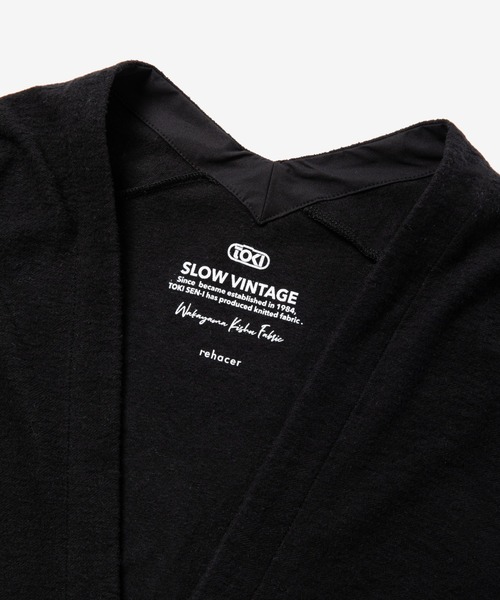 TOKI
SLOW VINTAGE
Since became established in 1984,
TOKI SEN-I has produced knitted fabric.
Wakayama Kishu Fabric
rehacer